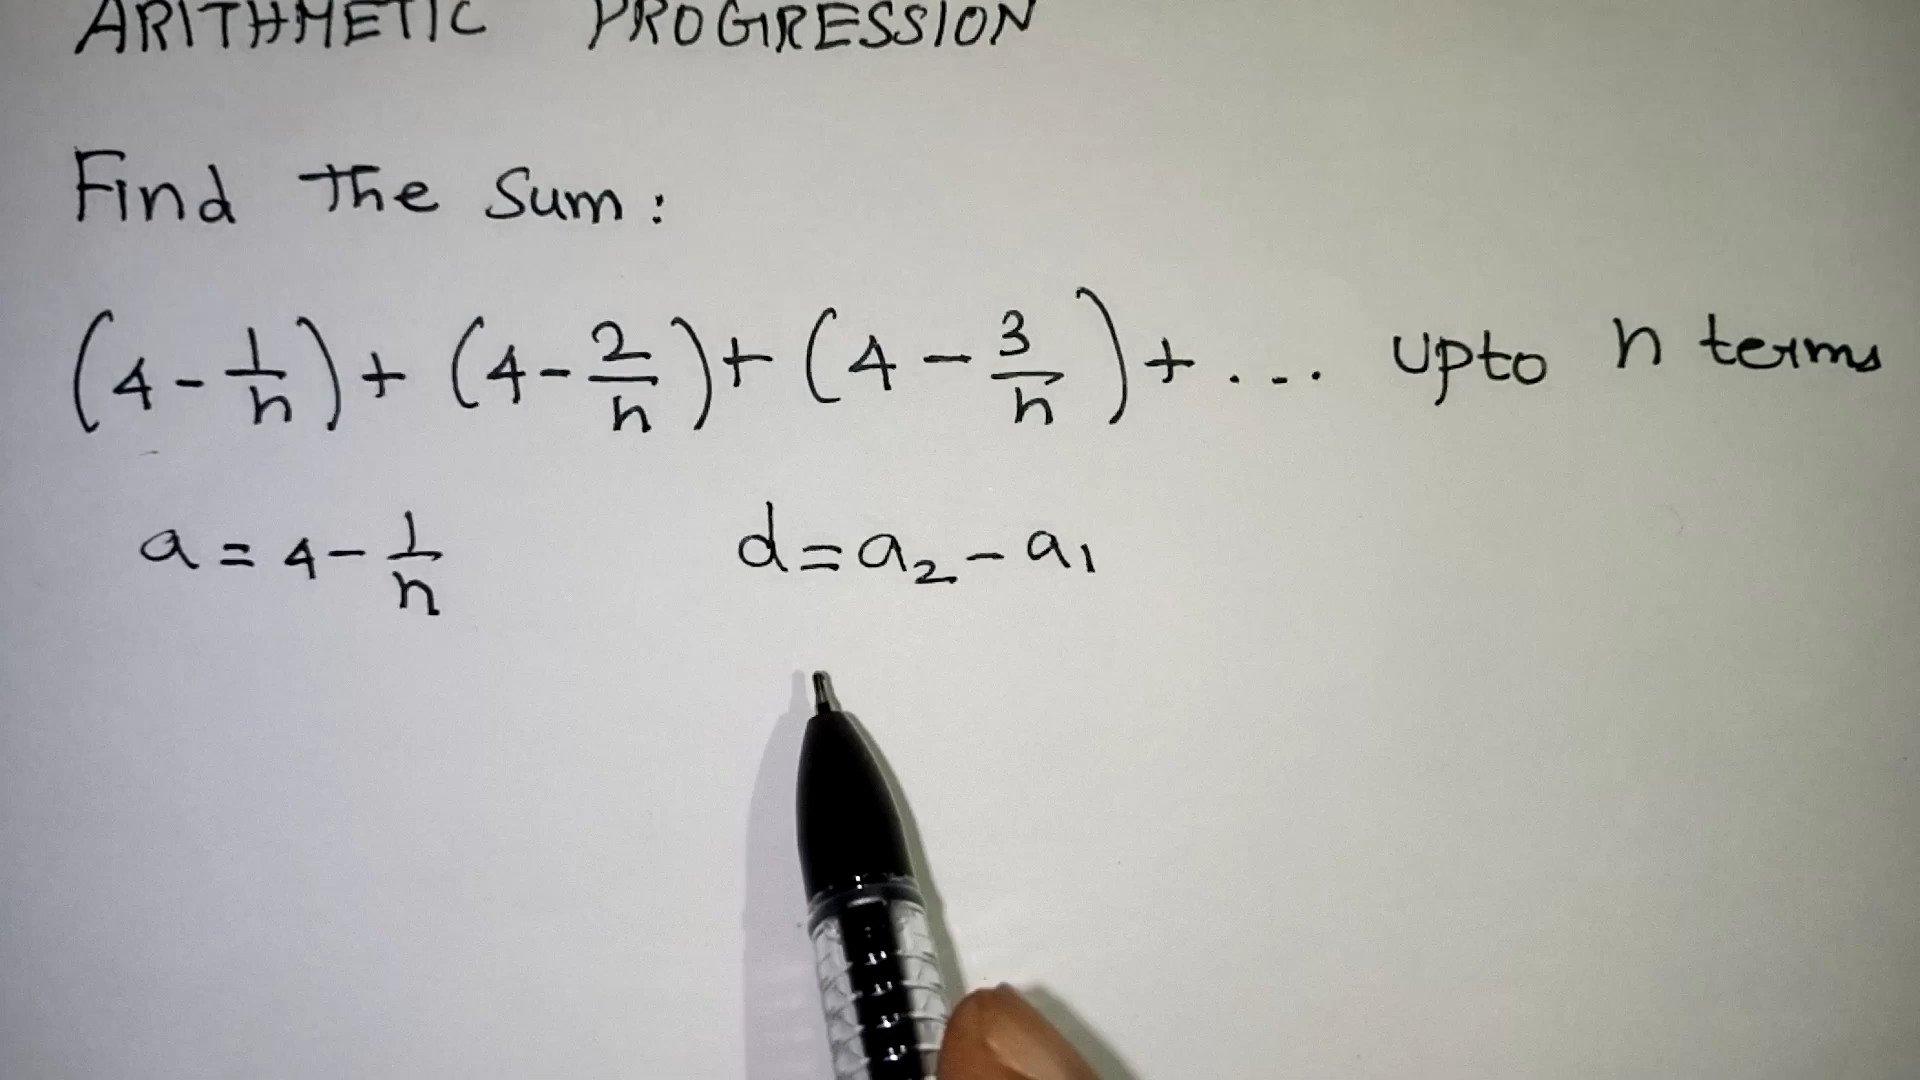 ARITHMETIC PROGRESSION
Find the sum:
(4 - 1/n) + (4 - 2/n) + (4 - 3/n) + ... upto n terms
a = 4 - 1/n d = a₂ - a₁